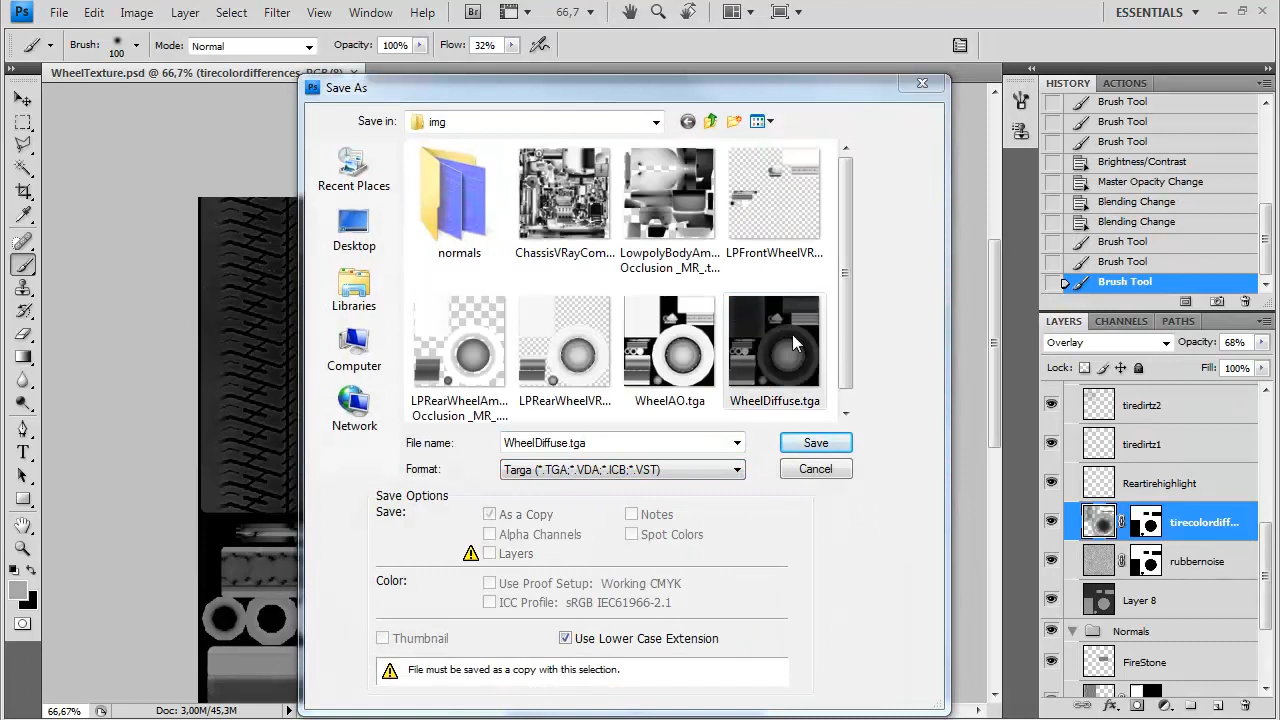 Ps File Edit Image Layer Select Filter View Window Help Br 66,7 ESSENTIALS
Brush: 100 Mode: Normal Opacity: 100% Flow: 32%
WheelTexture.psd @ 66,7% (tirecolordifferences, RGB/8)
Ps Save As
Save in: img
Recent Places
Desktop
Libraries
Computer
Network
normals ChassisVRayCom... LowpolyBodyAm... LPFrontWheelVR...
Occlusion _MR_.t...
LPRearWheelAm... LPRearWheelVR... WheelAO.tga WheelDiffuse.tga
Occlusion _MR_....
File name: WheelDiffuse.tga Save
Format: Targa (*.TGA;*.VDA;*.ICB;*.VST) Cancel
Save Options
Save: As a Copy Notes
Alpha Channels Spot Colors
Layers
Color: Use Proof Setup: Working CMYK
ICC Profile: sRGB IEC61966-2.1
Thumbnail Use Lower Case Extension
File must be saved as a copy with this selection.
HISTORY ACTIONS
Brush Tool
Brush Tool
Brush Tool
Brightness/Contrast
Master Opacity Change
Blending Change
Blending Change
Brush Tool
Brush Tool
Brush Tool
LAYERS CHANNELS PATHS
Overlay Opacity: 68%
Lock: Fill: 100%
tiredirtz2
tiredirtz1
Reartirehighlight
tirecolordiff...
rubbernoise
Layer 8
Normals
FireStone
66,67% Doc: 3,00M/45,3M